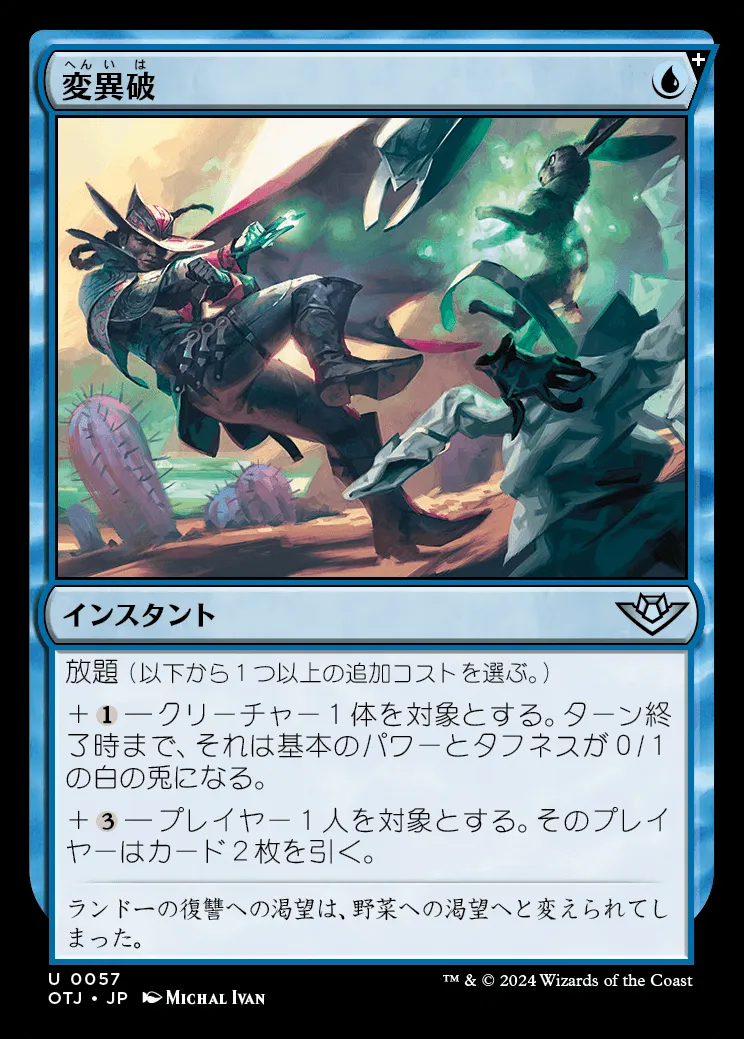 へんいは
変異破
インスタント
放題（以下から１つ以上の追加コストを選ぶ。）
＋ 1 ― クリーチャー１体を対象とする。ターン終
了時まで、それは基本のパワーとタフネスが０/１
の白の兎になる。
＋ 3 ― プレイヤー１人を対象とする。そのプレイ
ヤーはカード２枚を引く。
ランドーの復讐への渇望は、野菜への渇望へと変えられてし
まった。
U 0057
OTJ • JP Michal Ivan
™ & © 2024 Wizards of the Coast